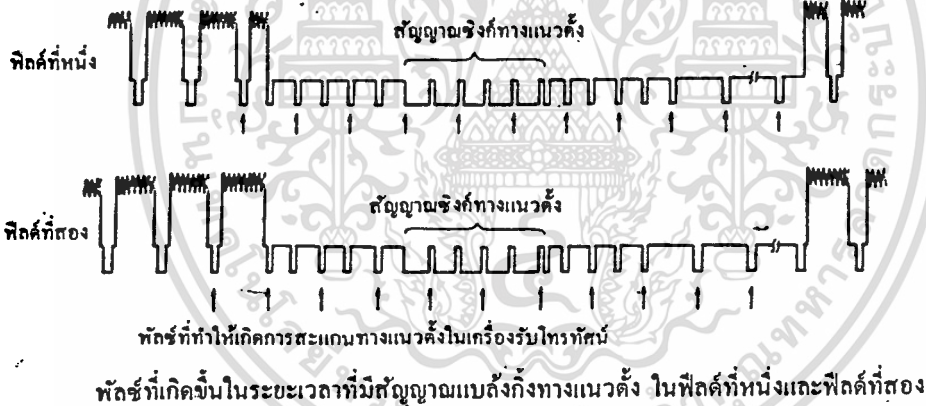 สัญญาณซิงก์ทางแนวตั้ง
ฟิลด์ที่หนึ่ง
สัญญาณซิงก์ทางแนวตั้ง
ฟิลด์ที่สอง
พัลซ์ที่ทำให้เกิดการสะแกนทางแนวตั้งในเครื่องรับโทรทัศน์
พัลซ์ที่เกิดขึ้นในระยะเวลาที่มีสัญญาณแบล้งกิ้งทางแนวตั้ง ในฟิลด์ที่หนึ่งและฟิลด์ที่สอง